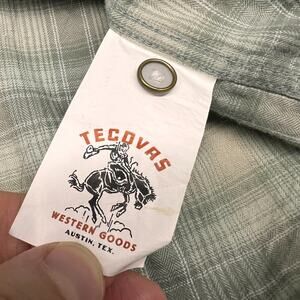 TECOVAS
WESTERN GOODS
AUSTIN, TEX.